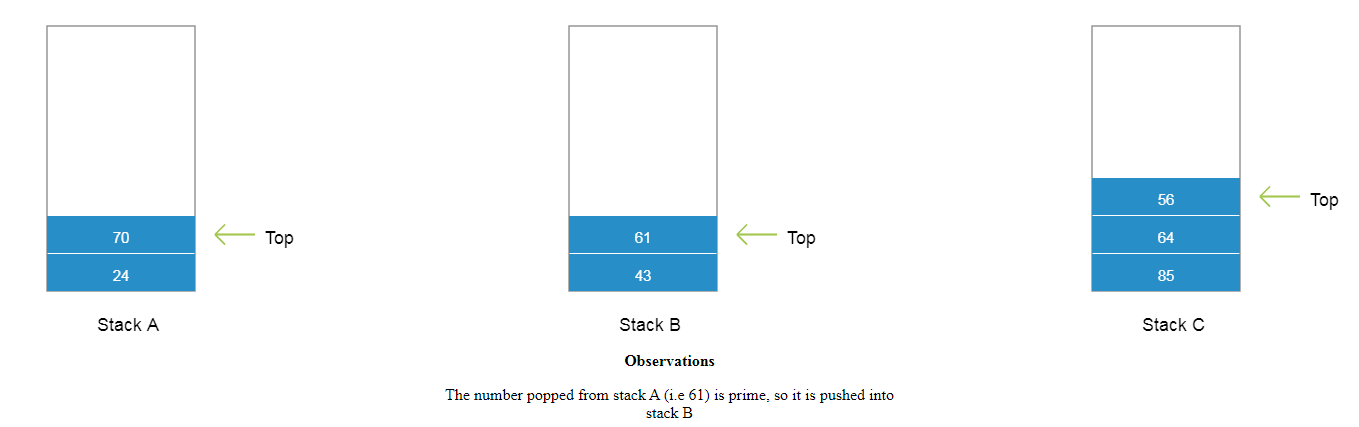 56
Top
70
Top
61
Top
64
24
43
85
Stack A
Stack B
Stack C
Observations
The number popped from stack A (i.e 61) is prime, so it is pushed into
stack B